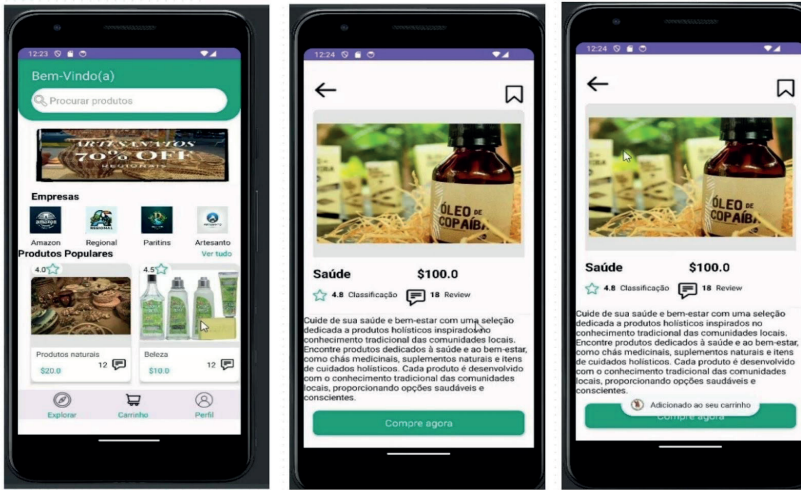 12:23
Bem-Vindo(a)
Procurar produtos
ARTESANATOS
70% OFF
REGIONAIS
Empresas
Amazon Regional Paritins Artesanto
Produtos Populares Ver tudo
4.0 4.5
Produtos naturais
$20.0 12
Beleza
$10.0 12
Explorar Carrinho Perfil
12:24
ÓLEO DE
COPAÍB
Saúde $100.0
4.8 Classificação 18 Review
Cuide de sua saúde e bem-estar com uma seleção
dedicada a produtos holísticos inspirados no
conhecimento tradicional das comunidades locais.
Encontre produtos dedicados à saúde e ao bem-estar,
como chás medicinais, suplementos naturais e itens
de cuidados holísticos. Cada produto é desenvolvido
com o conhecimento tradicional das comunidades
locais, proporcionando opções saudáveis e
conscientes.
Compre agora
12:24
ÓLEO DE
COPAÍB
Saúde $100.0
4.8 Classificação 18 Review
Cuide de sua saúde e bem-estar com uma seleção
dedicada a produtos holísticos inspirados no
conhecimento tradicional das comunidades locais.
Encontre produtos dedicados à saúde e ao bem-estar,
como chás medicinais, suplementos naturais e itens
de cuidados holísticos. Cada produto é desenvolvido
com o conhecimento tradicional das comunidades
locais, proporcionando opções saudáveis e
conscientes.
Adicionado ao seu carrinho
Compre agora